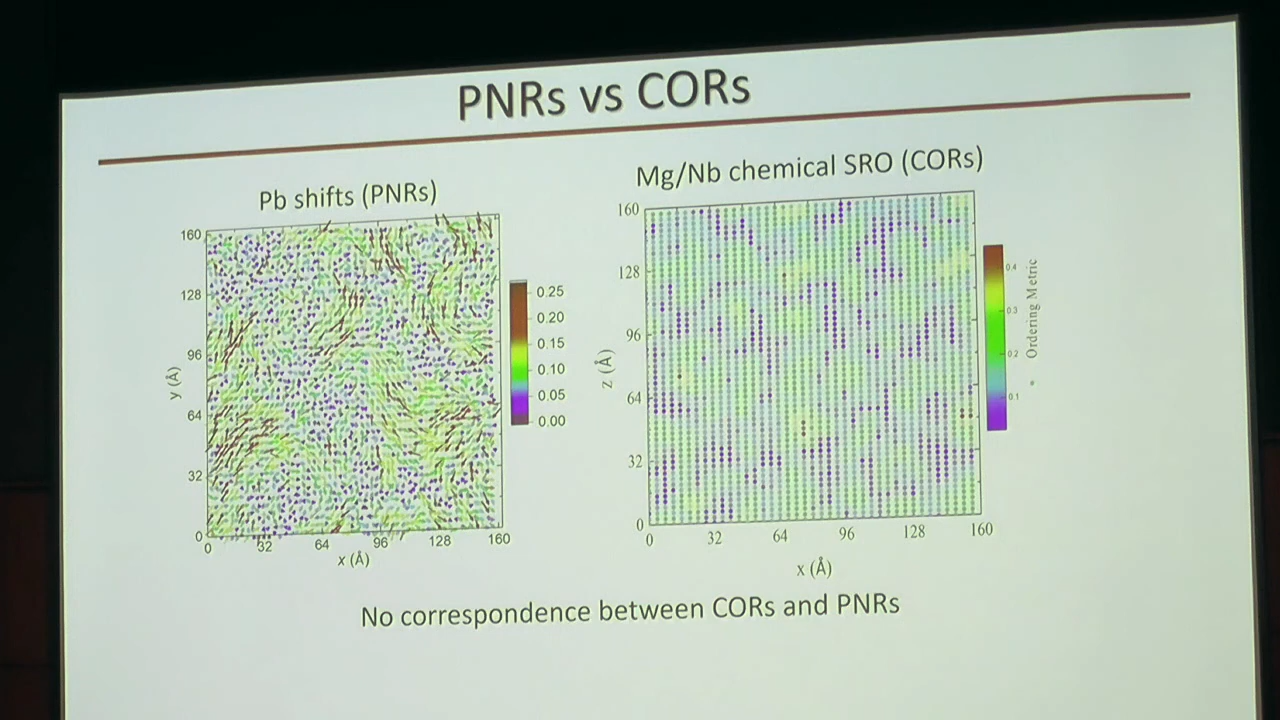 PNRs vs CORs
Pb shifts (PNRs)
160
128
96
64
32
0
y (Å)
0 32 64 96 128 160
x (Å)
0.25
0.20
0.15
0.10
0.05
0.00
Mg/Nb chemical SRO (CORs)
160
128
96
64
32
0
z (Å)
0 32 64 96 128 160
x (Å)
0.4
0.3
0.2
0.1
Ordering Metric
No correspondence between CORs and PNRs